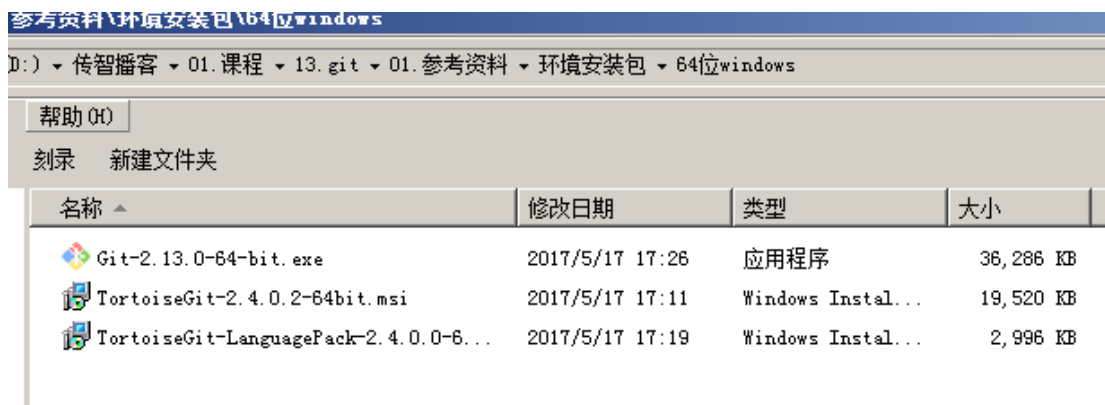 参考资料\环境安装包\64位windows
D:) 传智播客 01.课程 13.git 01.参考资料 环境安装包 64位windows
帮助(H)
刻录 新建文件夹
名称 修改日期 类型 大小
Git-2.13.0-64-bit.exe 2017/5/17 17:26 应用程序 36,286 KB
TortoiseGit-2.4.0.2-64bit.msi 2017/5/17 17:11 Windows Instal... 19,520 KB
TortoiseGit-LanguagePack-2.4.0.0-6... 2017/5/17 17:19 Windows Instal... 2,996 KB